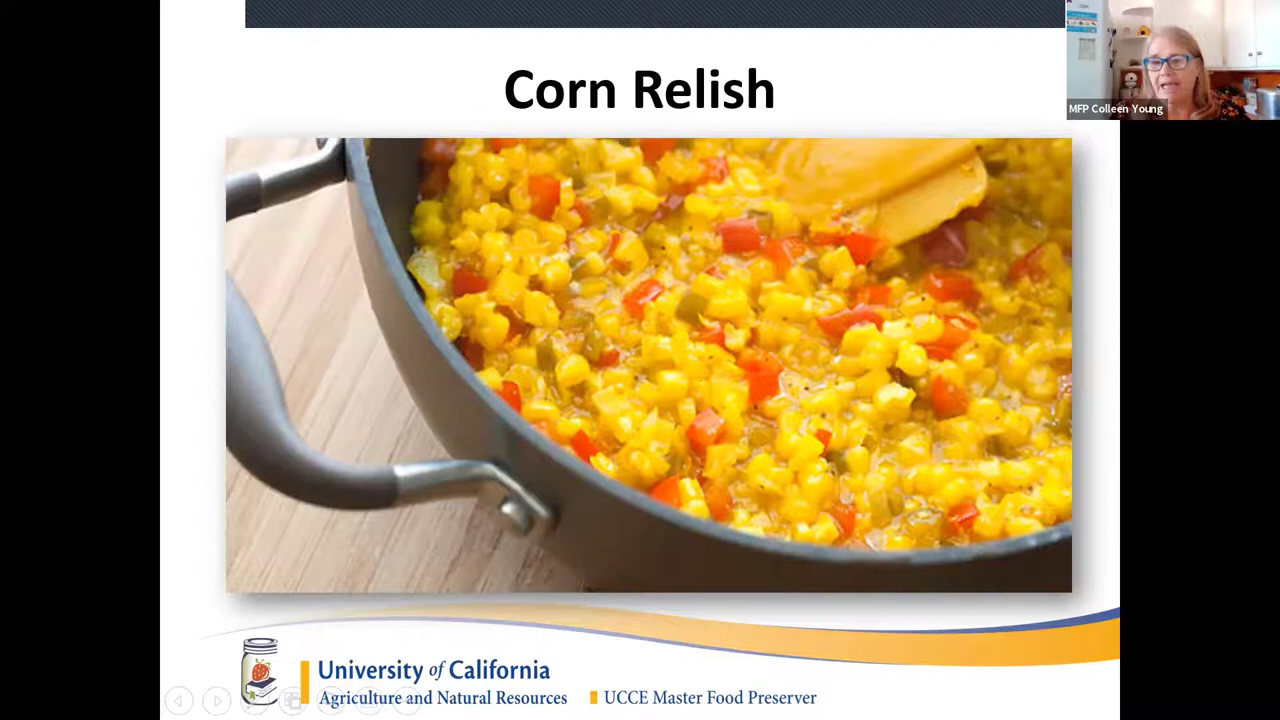 Corn Relish
MFP Colleen Young
University of California
Agriculture and Natural Resources
UCCE Master Food Preserver